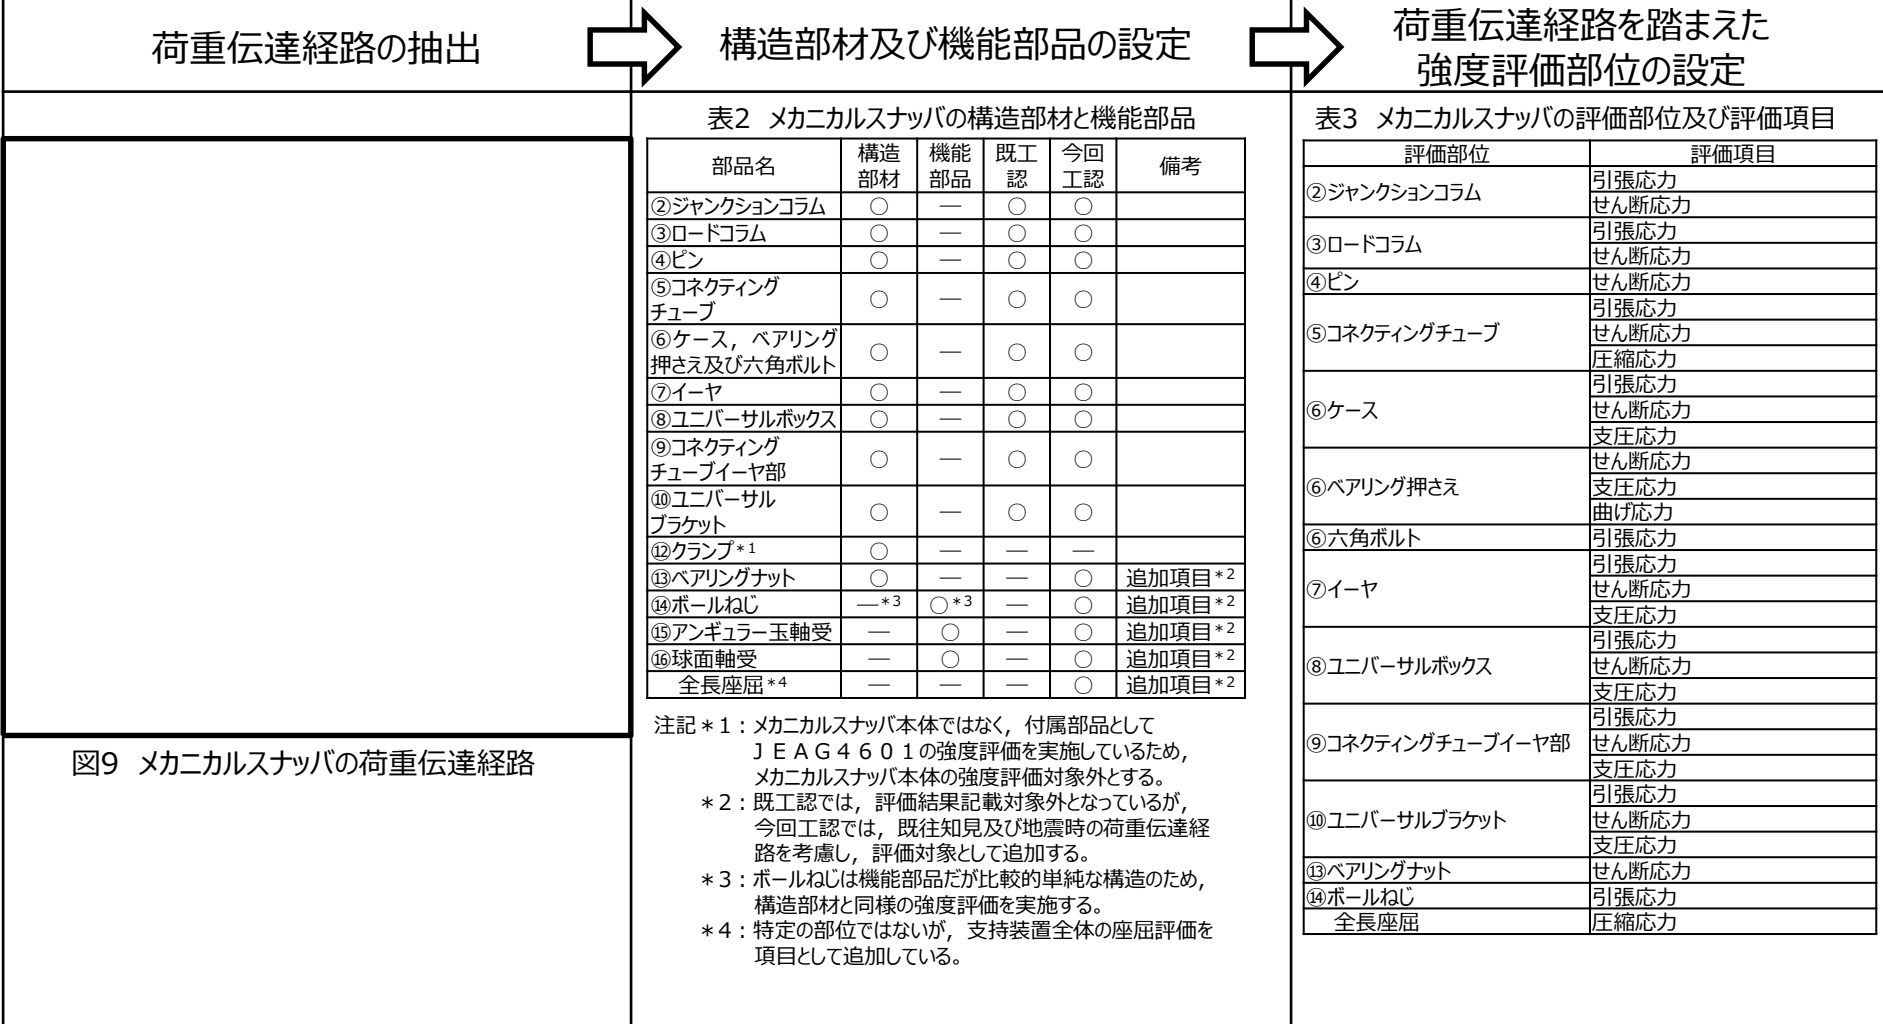 荷重伝達経路の抽出
構造部材及び機能部品の設定
荷重伝達経路を踏まえた
強度評価部位の設定
図9　メカニカルスナッバの荷重伝達経路
表2　メカニカルスナッバの構造部材と機能部品
部品名 構造部材 機能部品 既工認 今回工認 備考
②ジャンクションコラム ○ ― ○ ○
③ロードコラム ○ ― ○ ○
④ピン ○ ― ○ ○
⑤コネクティング
チューブ ○ ― ○ ○
⑥ケース，ベアリング
押さえ及び六角ボルト ○ ― ○ ○
⑦イーヤ ○ ― ○ ○
⑧ユニバーサルボックス ○ ― ○ ○
⑨コネクティング
チューブイーヤ部 ○ ― ○ ○
⑩ユニバーサル
ブラケット ○ ― ○ ○
⑫クランプ＊1 ○ ― ― ―
⑬ベアリングナット ○ ― ― ○ 追加項目＊2
⑭ボールねじ ―＊3 ○＊3 ― ○ 追加項目＊2
⑮アンギュラー玉軸受 ― ○ ― ○ 追加項目＊2
⑯球面軸受 ― ○ ― ○ 追加項目＊2
全長座屈＊4 ― ― ― ○ 追加項目＊2
注記＊1：メカニカルスナッバ本体ではなく，付属部品として
ＪＥＡＧ４６０１の強度評価を実施しているため，
メカニカルスナッバ本体の強度評価対象外とする。
＊2：既工認では，評価結果記載対象外となっているが，
今回工認では，既往知見及び地震時の荷重伝達経
路を考慮し，評価対象として追加する。
＊3：ボールねじは機能部品だが比較的単純な構造のため，
構造部材と同様の強度評価を実施する。
＊4：特定の部位ではないが，支持装置全体の座屈評価を
項目として追加している。
表3　メカニカルスナッバの評価部位及び評価項目
評価部位 評価項目
②ジャンクションコラム 引張応力
せん断応力
③ロードコラム 引張応力
せん断応力
④ピン せん断応力
⑤コネクティングチューブ 引張応力
せん断応力
圧縮応力
⑥ケース 引張応力
せん断応力
支圧応力
⑥ベアリング押さえ せん断応力
支圧応力
曲げ応力
⑥六角ボルト 引張応力
⑦イーヤ 引張応力
せん断応力
支圧応力
⑧ユニバーサルボックス 引張応力
せん断応力
支圧応力
⑨コネクティングチューブイーヤ部 引張応力
せん断応力
支圧応力
⑩ユニバーサルブラケット 引張応力
せん断応力
支圧応力
⑬ベアリングナット せん断応力
⑭ボールねじ 引張応力
全長座屈 圧縮応力